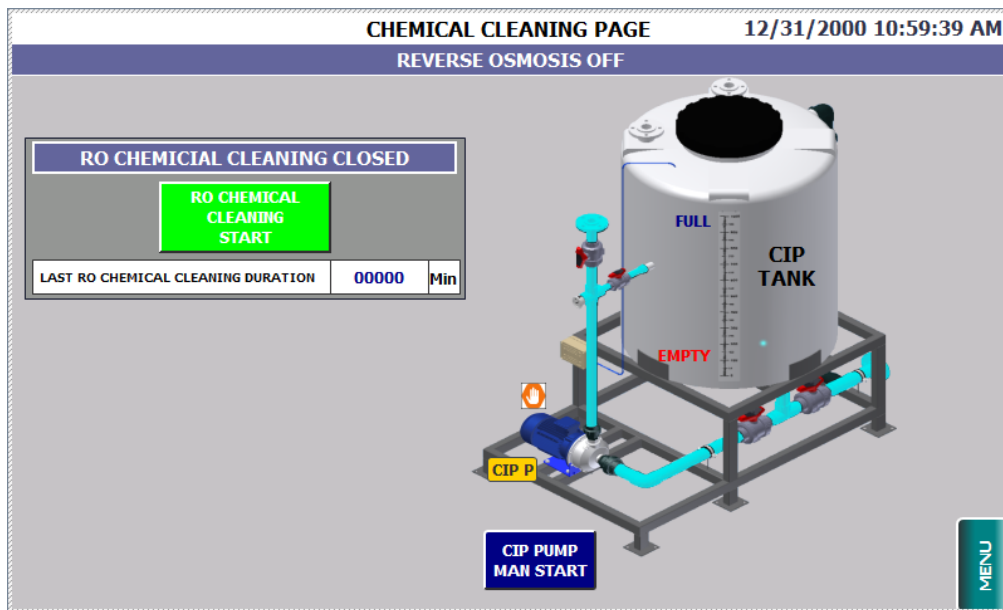 CHEMICAL CLEANING PAGE
12/31/2000 10:59:39 AM
REVERSE OSMOSIS OFF
RO CHEMICIAL CLEANING CLOSED
RO CHEMICAL
CLEANING
START
LAST RO CHEMICAL CLEANING DURATION 00000 Min
FULL
CIP
TANK
EMPTY
CIP P
CIP PUMP
MAN START
MENU